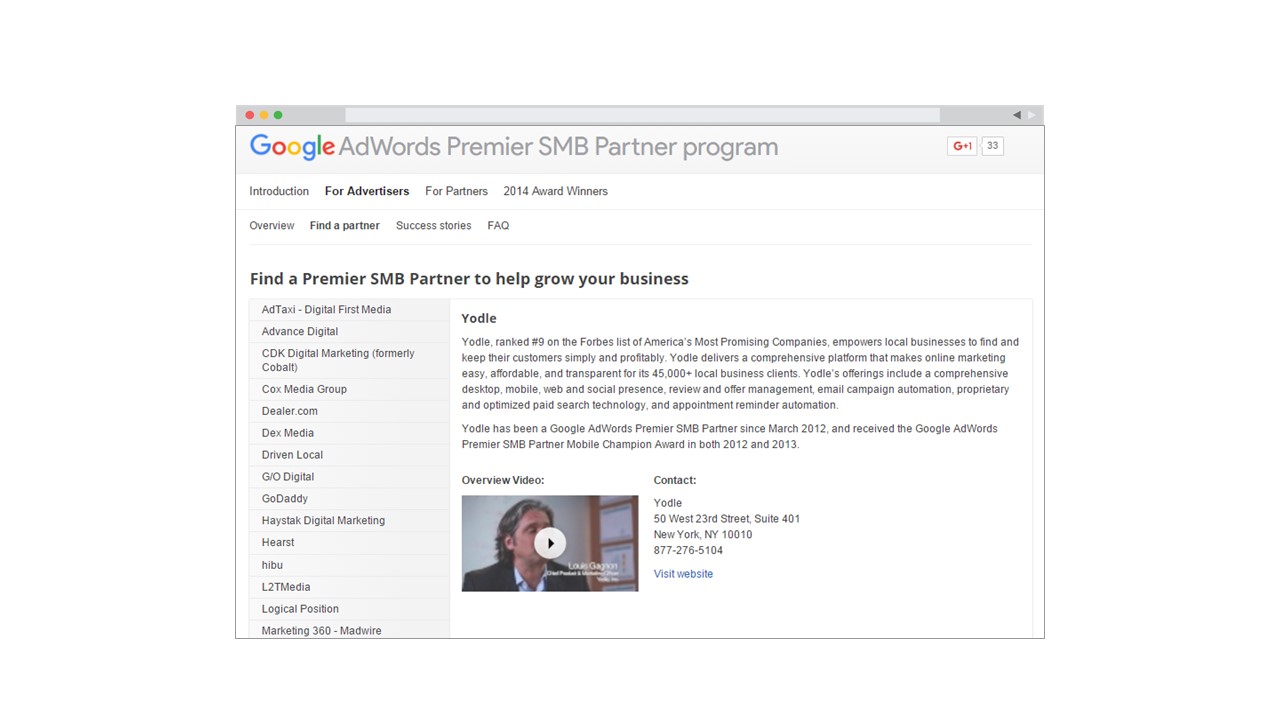 Google AdWords Premier SMB Partner program
G+1 33
Introduction For Advertisers For Partners 2014 Award Winners
Overview Find a partner Success stories FAQ
Find a Premier SMB Partner to help grow your business
AdTaxi - Digital First Media
Advance Digital
CDK Digital Marketing (formerly
Cobalt)
Cox Media Group
Dealer.com
Dex Media
Driven Local
G/O Digital
GoDaddy
Haystak Digital Marketing
Hearst
hibu
L2TMedia
Logical Position
Marketing 360 - Madwire
Yodle
Yodle, ranked #9 on the Forbes list of America's Most Promising Companies, empowers local businesses to find and
keep their customers simply and profitably. Yodle delivers a comprehensive platform that makes online marketing
easy, affordable, and transparent for its 45,000+ local business clients. Yodle's offerings include a comprehensive
desktop, mobile, web and social presence, review and offer management, email campaign automation, proprietary
and optimized paid search technology, and appointment reminder automation.
Yodle has been a Google AdWords Premier SMB Partner since March 2012, and received the Google AdWords
Premier SMB Partner Mobile Champion Award in both 2012 and 2013.
Overview Video:
Louis Gagnon
Chief Product & Marketing Officer
Yodle, Inc.
Contact:
Yodle
50 West 23rd Street, Suite 401
New York, NY 10010
877-276-5104
Visit website